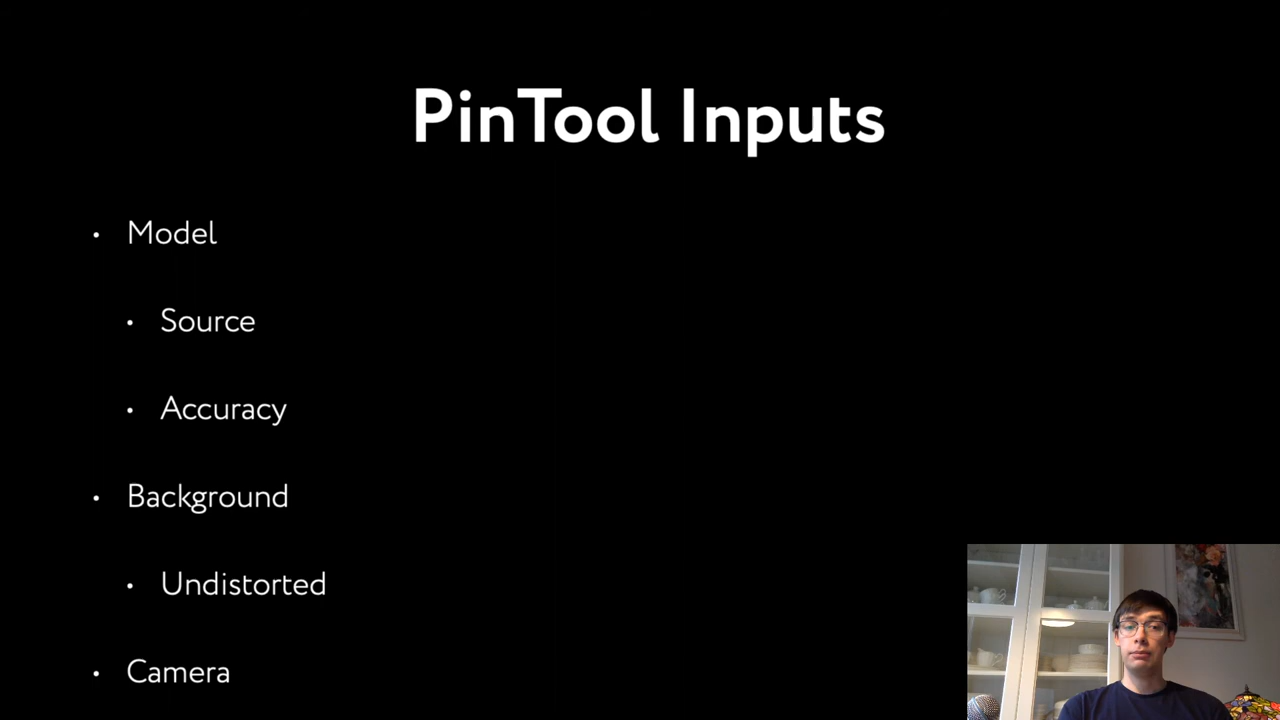 PinTool Inputs
• Model
• Source
• Accuracy
• Background
• Undistorted
• Camera